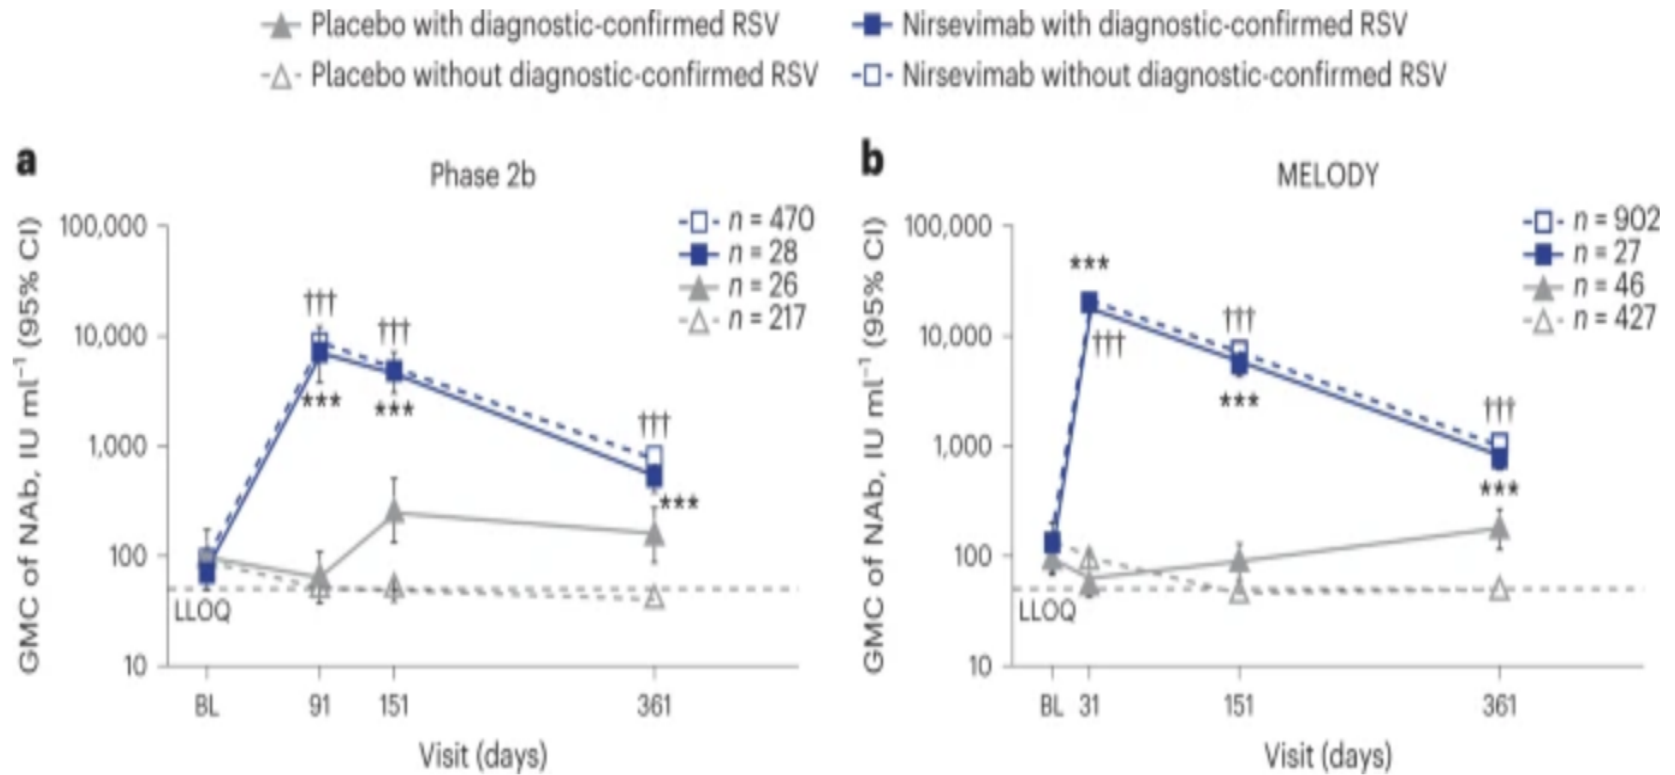 Placebo with diagnostic-confirmed RSV
Nirsevimab with diagnostic-confirmed RSV
Placebo without diagnostic-confirmed RSV
Nirsevimab without diagnostic-confirmed RSV
a
Phase 2b
GMC of NAb, IU ml⁻¹ (95% CI)
100,000
10,000
1,000
100
10
n = 470
n = 28
n = 26
n = 217
†††
†††
†††
***
***
***
LLOQ
BL 91 151 361
Visit (days)
b
MELODY
GMC of NAb, IU ml⁻¹ (95% CI)
100,000
10,000
1,000
100
10
n = 902
n = 27
n = 46
n = 427
***
†††
†††
***
†††
***
LLOQ
BL 31 151 361
Visit (days)